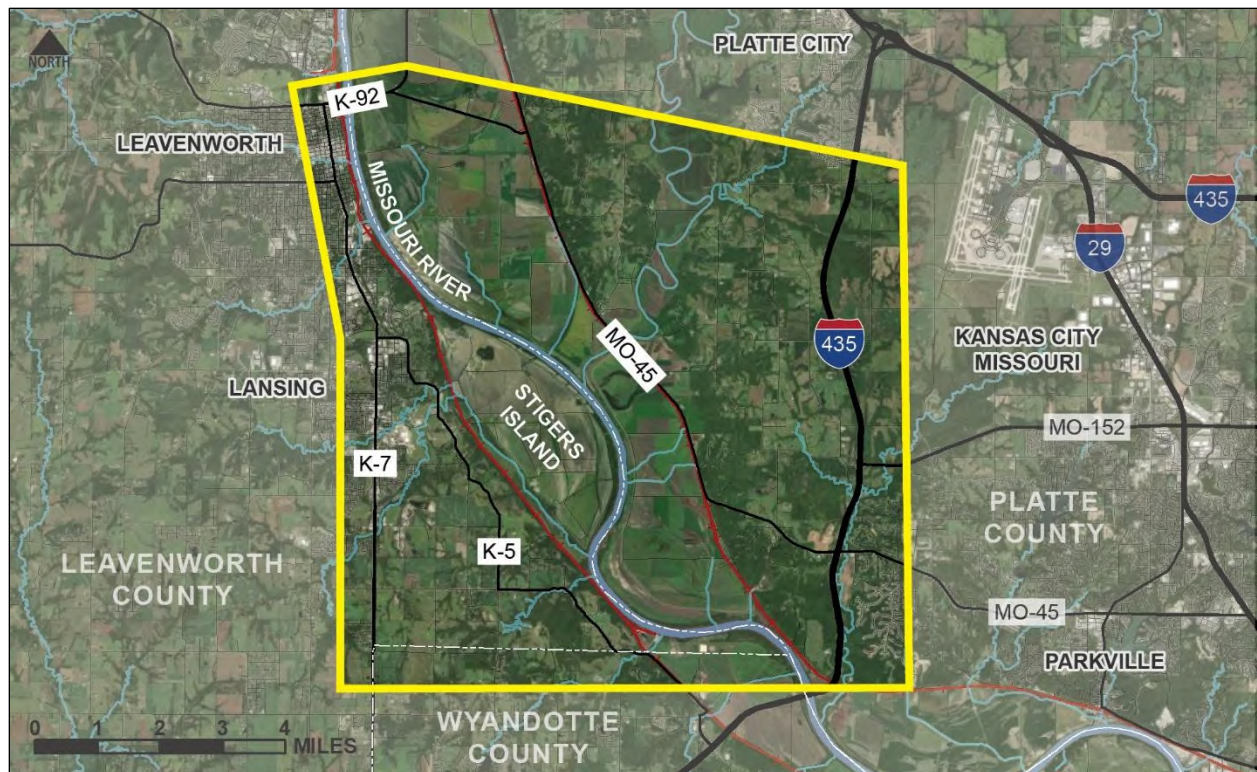 NORTH
PLATTE CITY
K-92
LEAVENWORTH
MISSOURI RIVER
435
29
435
KANSAS CITY
MISSOURI
MO-45
LANSING
STIGERS
ISLAND
MO-152
K-7
PLATTE
COUNTY
K-5
LEAVENWORTH
COUNTY
MO-45
PARKVILLE
WYANDOTTE
COUNTY
0 1 2 3 4
MILES